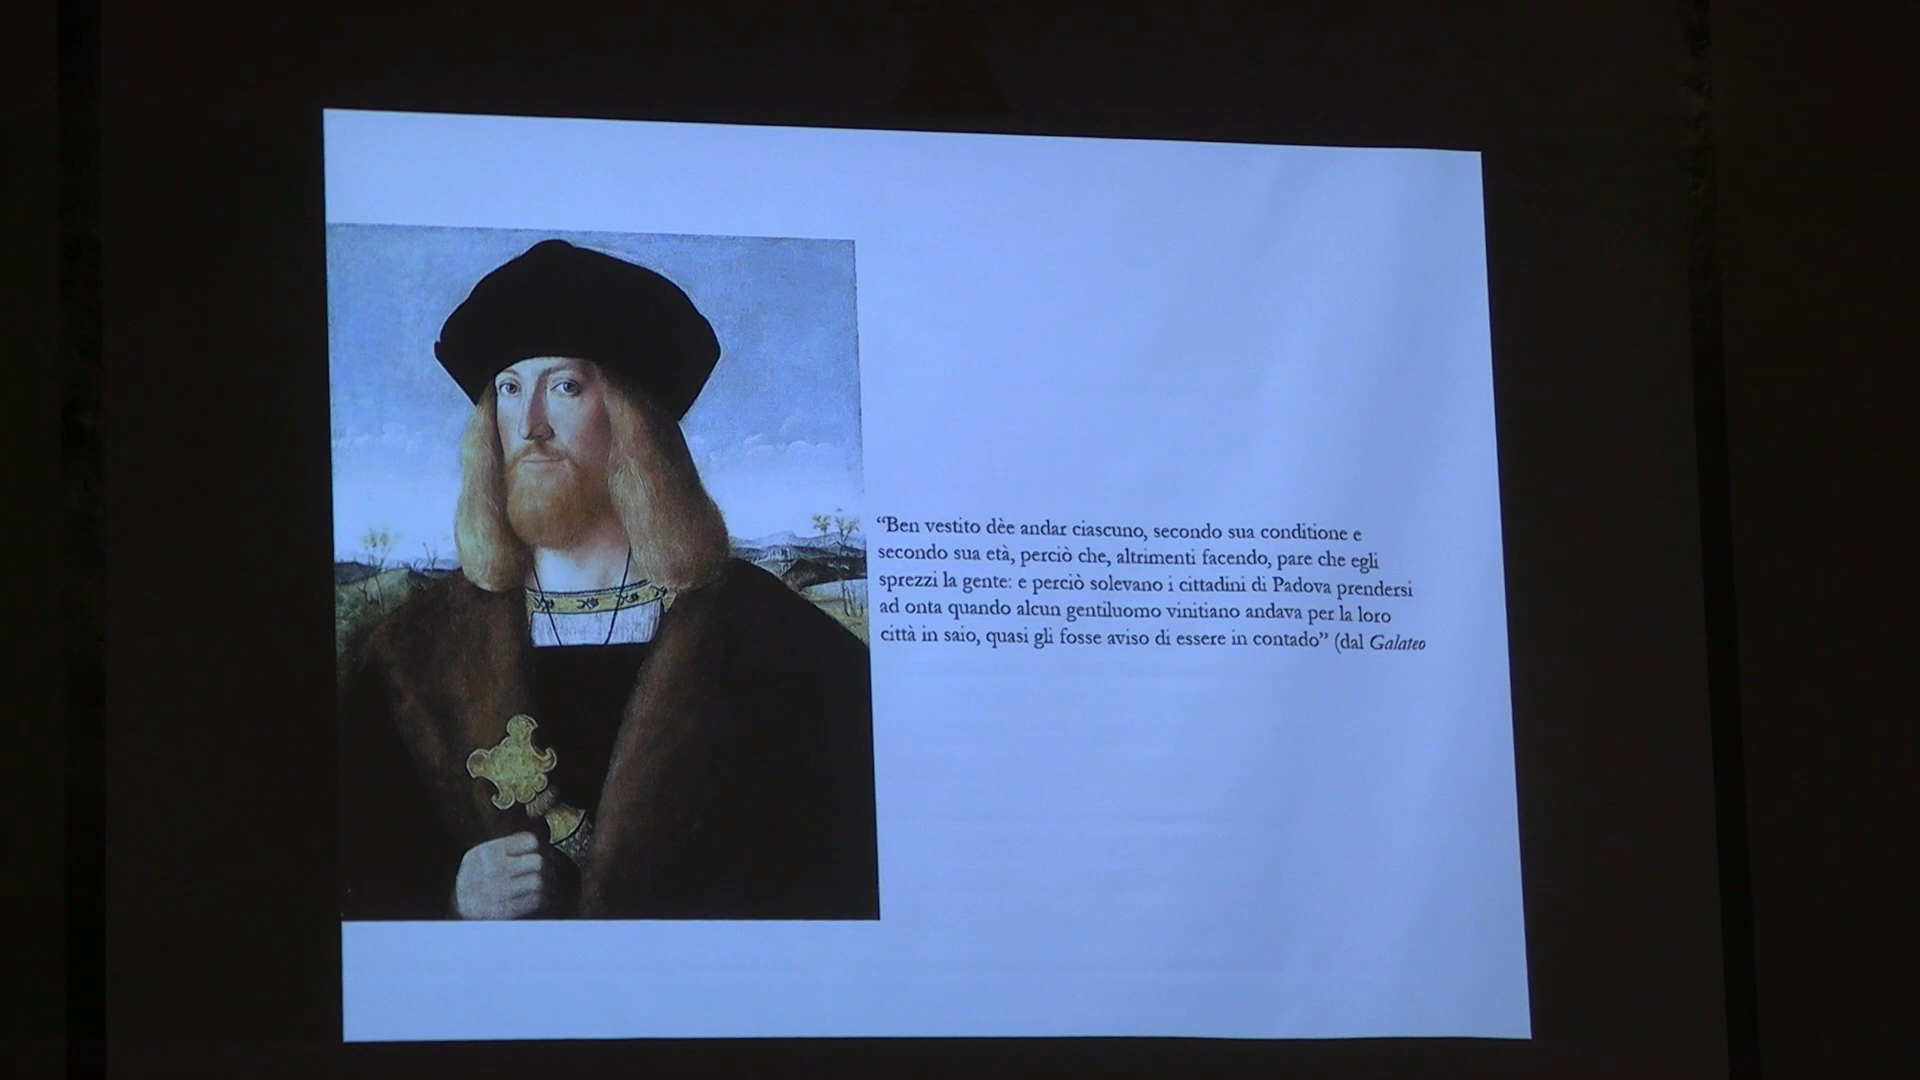 “Ben vestito dèe andar ciascuno, secondo sua conditione e
secondo sua età, perciò che, altrimenti facendo, pare che egli
sprezzi la gente: e perciò solevano i cittadini di Padova prendersi
ad onta quando alcun gentiluomo vinitiano andava per la loro
città in saio, quasi gli fosse aviso di essere in contado” (dal Galateo